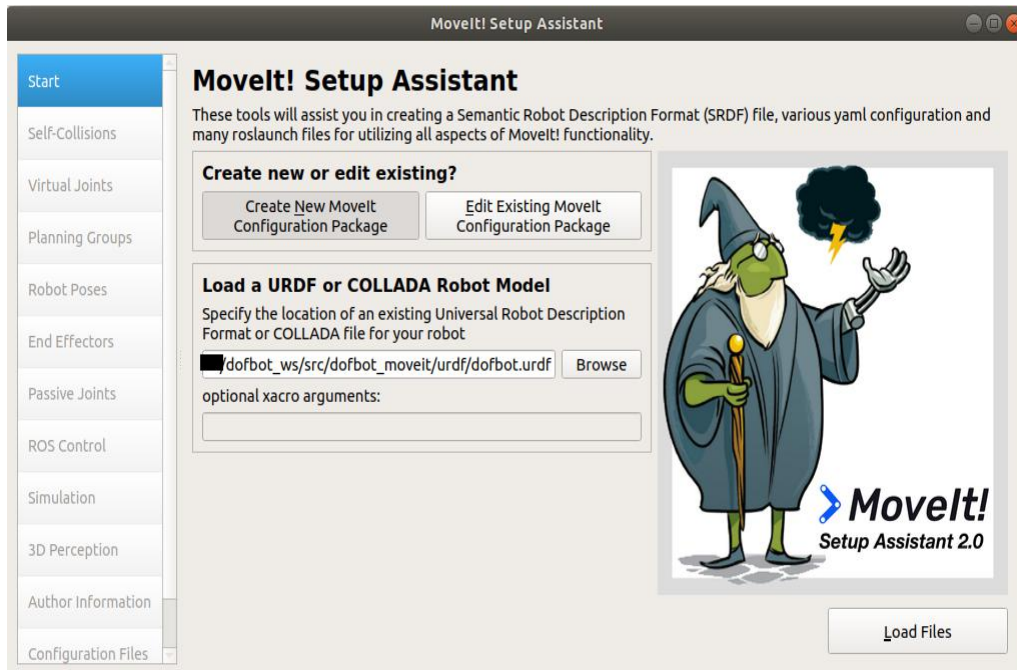 MoveIt! Setup Assistant
Start
Self-Collisions
Virtual Joints
Planning Groups
Robot Poses
End Effectors
Passive Joints
ROS Control
Simulation
3D Perception
Author Information
Configuration Files
MoveIt! Setup Assistant
These tools will assist you in creating a Semantic Robot Description Format (SRDF) file, various yaml configuration and
many roslaunch files for utilizing all aspects of MoveIt! functionality.
Create new or edit existing?
Create New MoveIt
Configuration Package
Edit Existing MoveIt
Configuration Package
Load a URDF or COLLADA Robot Model
Specify the location of an existing Universal Robot Description
Format or COLLADA file for your robot
/dofbot_ws/src/dofbot_moveit/urdf/dofbot.urdf
Browse
optional xacro arguments:
MoveIt!
Setup Assistant 2.0
Load Files